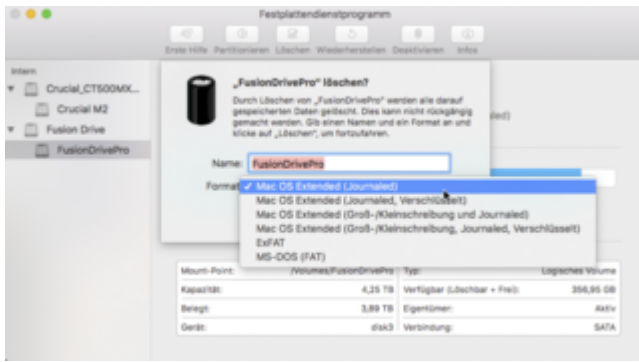 Festplattendienstprogramm
Erste Hilfe Partitionieren Löschen Wiederherstellen Deaktivieren Infos
Intern
Crucial_CT500MX...
Crucial M2
Fusion Drive
FusionDrivePro
„FusionDrivePro“ löschen?
Durch Löschen von „FusionDrivePro“ werden alle darauf
gespeicherten Daten gelöscht. Dies kann nicht rückgängig
gemacht werden. Gib einen Namen und ein Format an und
klicke auf „Löschen“, um fortzufahren.
Name: FusionDrivePro
Format: ✓ Mac OS Extended (Journaled)
Mac OS Extended (Journaled, Verschlüsselt)
Mac OS Extended (Groß-/Kleinschreibung und Journaled)
Mac OS Extended (Groß-/Kleinschreibung, Journaled, Verschlüsselt)
ExFAT
MS-DOS (FAT)
Mount-Point: /Volumes/FusionDrivePro Typ: Logisches Volume
Kapazität: 4,25 TB Verfügbar (Löschbar + Frei): 356,95 GB
Belegt: 3,89 TB Eigentümer: Aktiv
Gerät: disk3 Verbindung: SATA